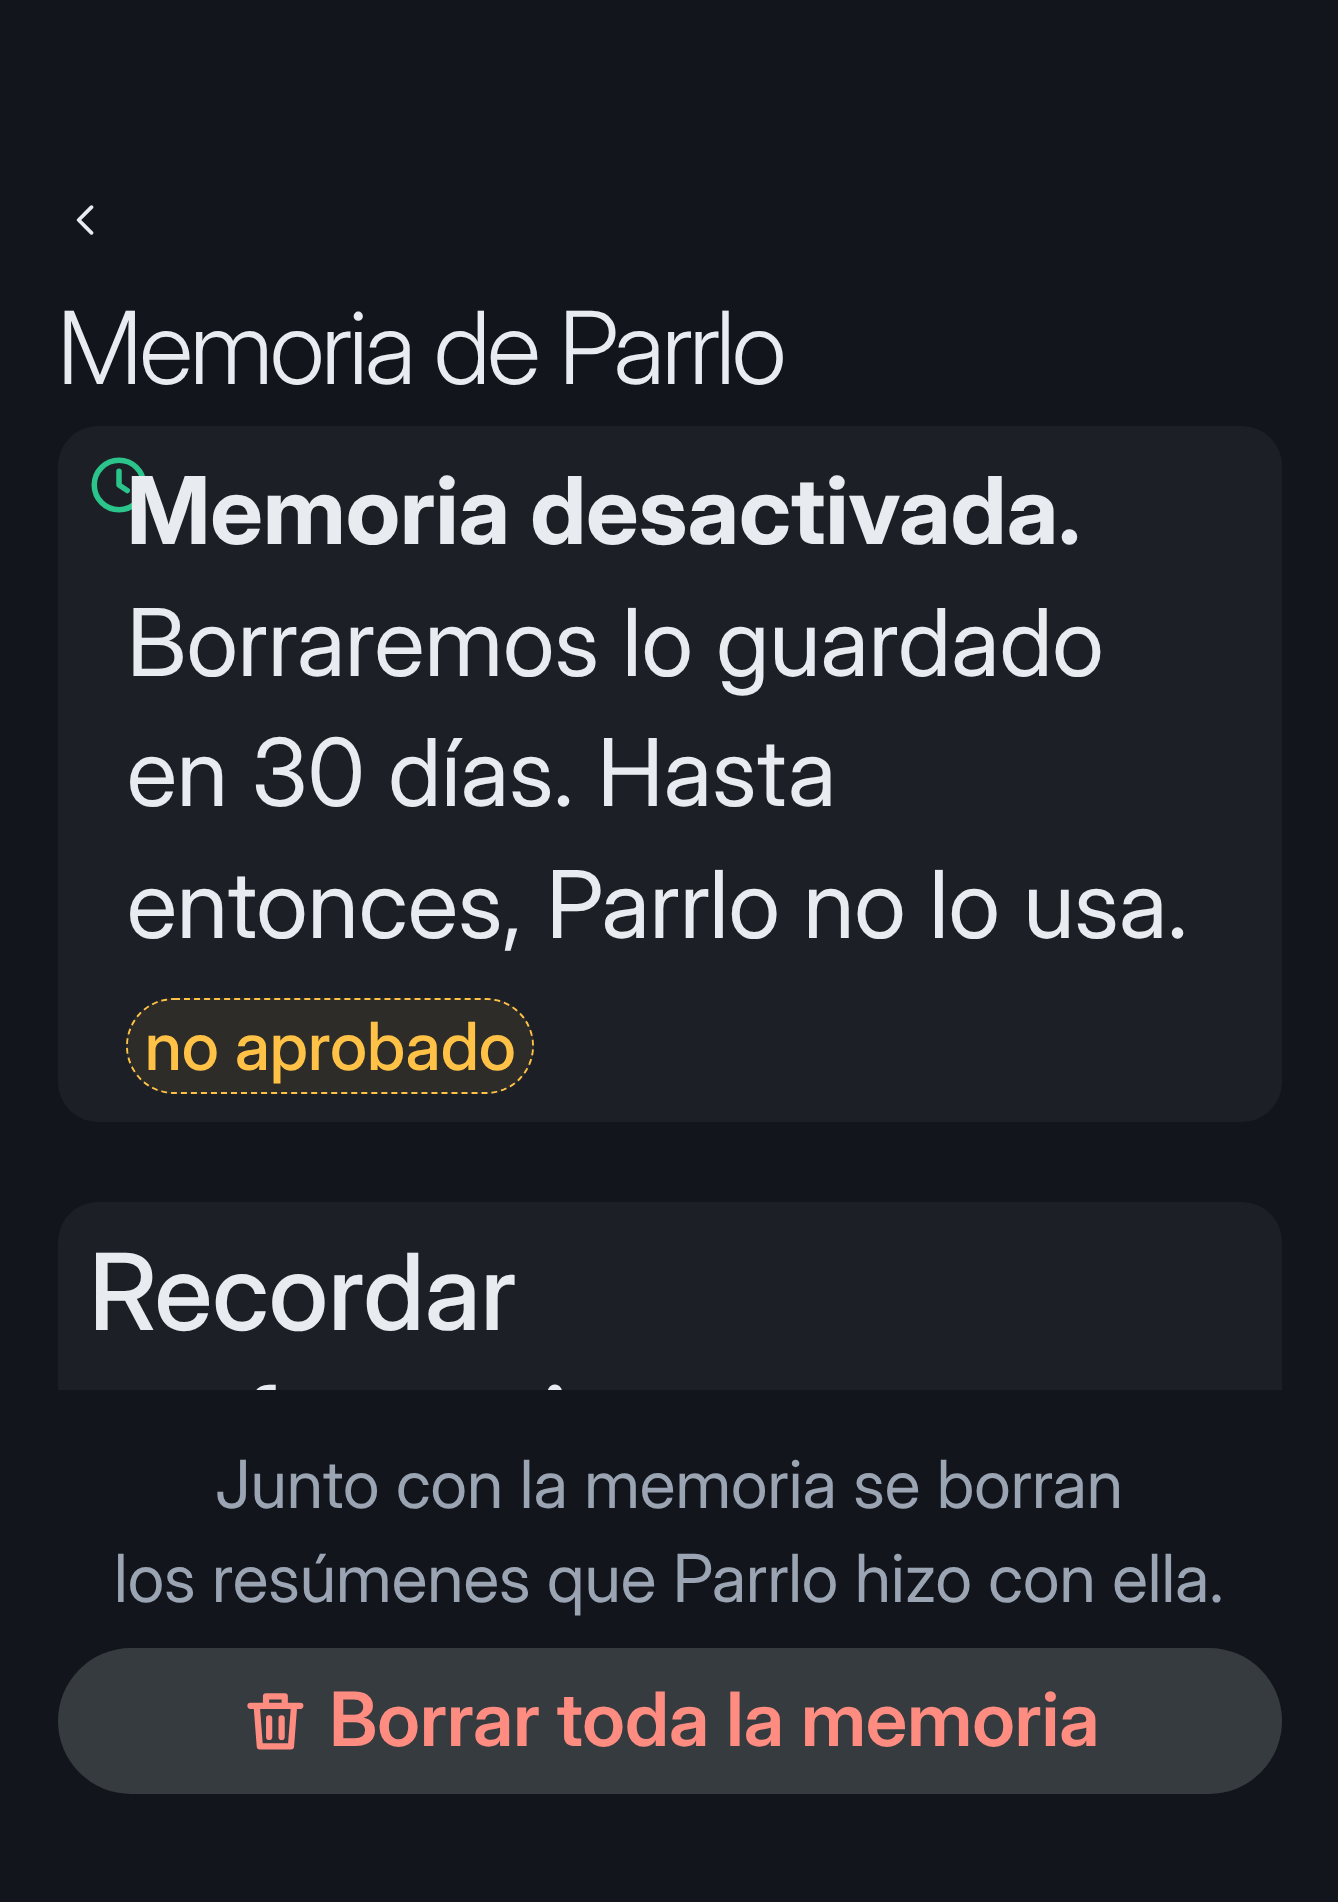 Memoria de Parrlo
Memoria desactivada.
Borraremos lo guardado
en 30 días. Hasta
entonces, Parrlo no lo usa.
no aprobado
Recordar
Junto con la memoria se borran
los resúmenes que Parrlo hizo con ella.
Borrar toda la memoria